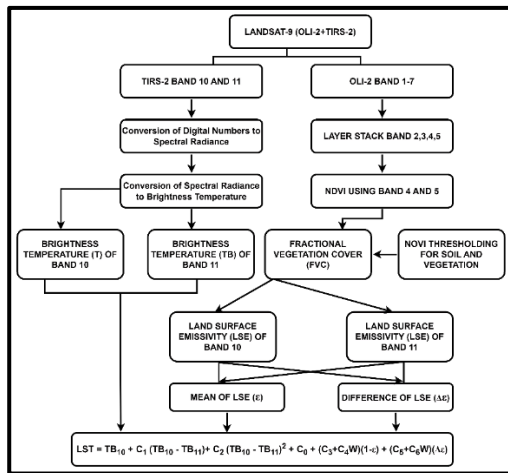 LANDSAT-9 (OLI-2+TIRS-2)
TIRS-2 BAND 10 AND 11
OLI-2 BAND 1-7
Conversion of Digital Numbers to
Spectral Radiance
LAYER STACK BAND 2,3,4,5
Conversion of Spectral Radiance
to Brightness Temperature
NDVI USING BAND 4 AND 5
BRIGHTNESS
TEMPERATURE (T) OF
BAND 10
BRIGHTNESS
TEMPERATURE (TB) OF
BAND 11
FRACTIONAL
VEGETATION COVER
(FVC)
NOVI THRESHOLDING
FOR SOIL AND
VEGETATION
LAND SURFACE
EMISSIVITY (LSE) OF
BAND 10
LAND SURFACE
EMISSIVITY (LSE) OF
BAND 11
MEAN OF LSE (ε)
DIFFERENCE OF LSE (Δε)
LST = TB₁₀ + C₁ (TB₁₀ - TB₁₁)+ C₂ (TB₁₀ - TB₁₁)² + C₀ + (C₃+C₄W)(1-ε) + (C₅+C₆W)(Δε)